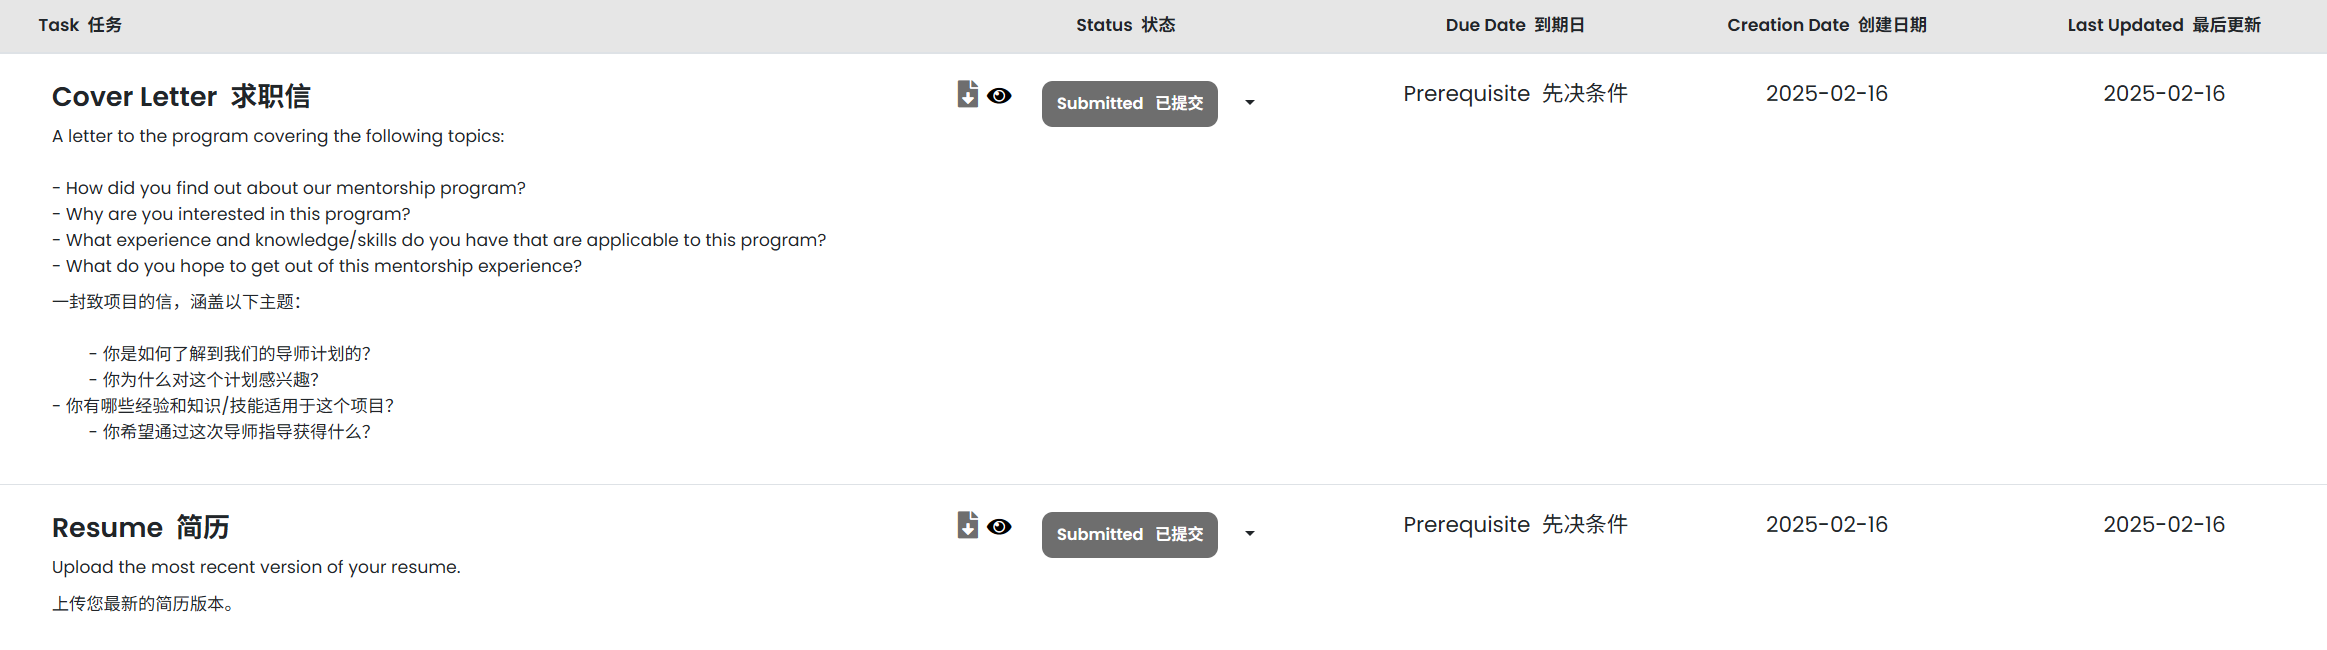 Task 任务 Status 状态 Due Date 到期日 Creation Date 创建日期 Last Updated 最后更新
Cover Letter 求职信 Submitted 已提交 Prerequisite 先决条件 2025-02-16 2025-02-16
A letter to the program covering the following topics:
- How did you find out about our mentorship program?
- Why are you interested in this program?
- What experience and knowledge/skills do you have that are applicable to this program?
- What do you hope to get out of this mentorship experience?
一封致项目的信，涵盖以下主题：
- 你是如何了解到我们的导师计划的？
- 你为什么对这个计划感兴趣？
- 你有哪些经验和知识/技能适用于这个项目？
- 你希望通过这次导师指导获得什么？
Resume 简历 Submitted 已提交 Prerequisite 先决条件 2025-02-16 2025-02-16
Upload the most recent version of your resume.
上传您最新的简历版本。